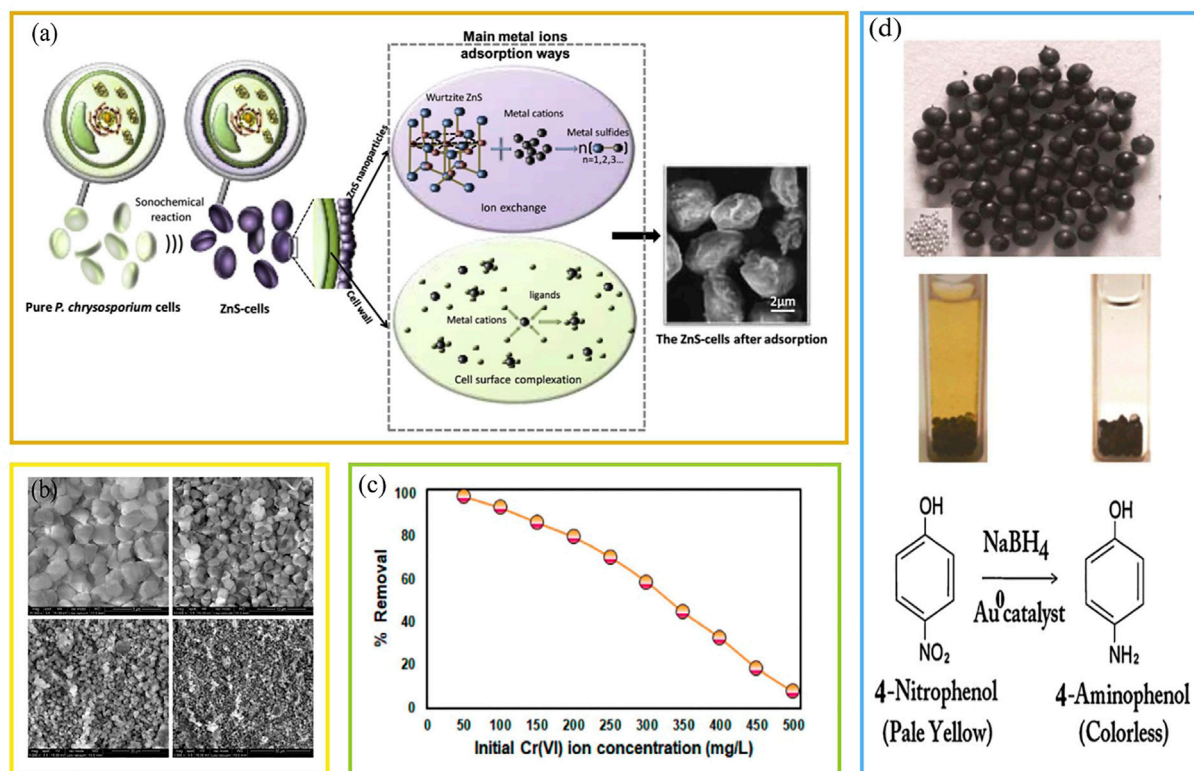 (a)
Main metal ions
adsorption ways
Wurtzite ZnS
Metal cations
Metal sulfides
n
n=1,2,3...
Ion exchange
Sonochemical
reaction
ZnS nanoparticles
Cell wall
Pure P. chrysosporium cells
ZnS-cells
ligands
Metal cations
Cell surface complexation
2μm
The ZnS-cells after adsorption
(b)
(c)
% Removal
100
80
60
40
20
0
0 50 100 150 200 250 300 350 400 450 500
Initial Cr(VI) ion concentration (mg/L)
(d)
OH
NO₂
NaBH₄
Au⁰ catalyst
OH
NH₂
4-Nitrophenol
(Pale Yellow)
4-Aminophenol
(Colorless)